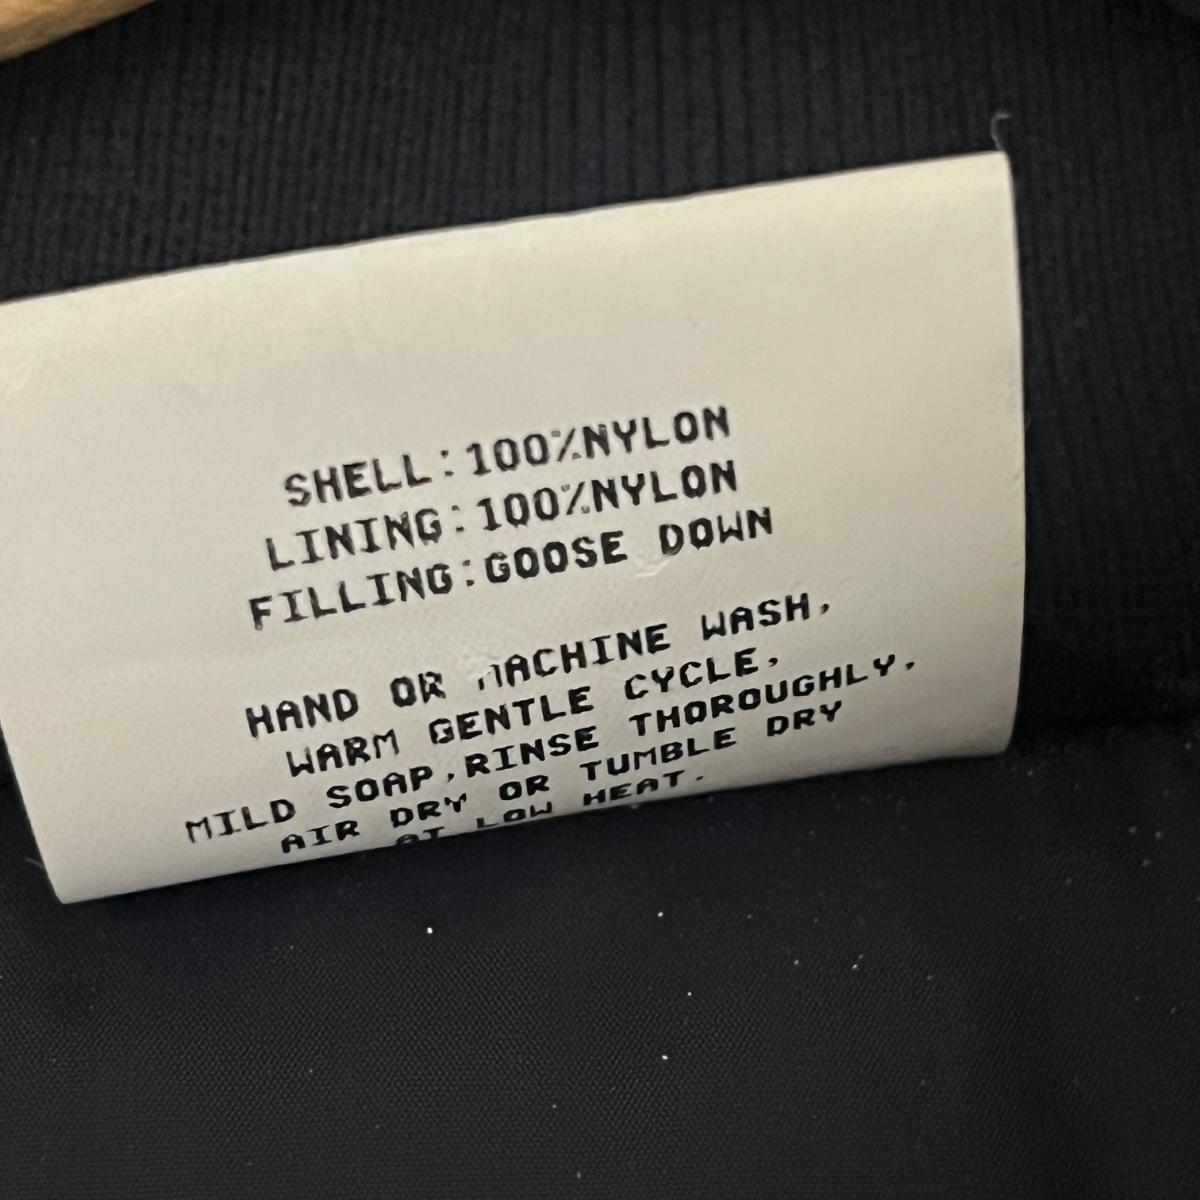 SHELL:100%NYLON
LINING:100%NYLON
FILLING:GOOSE DOWN
HAND OR MACHINE WASH,
WARM GENTLE CYCLE,
MILD SOAP,RINSE THOROUGHLY,
AIR DRY OR TUMBLE DRY
AT LOW HEAT.